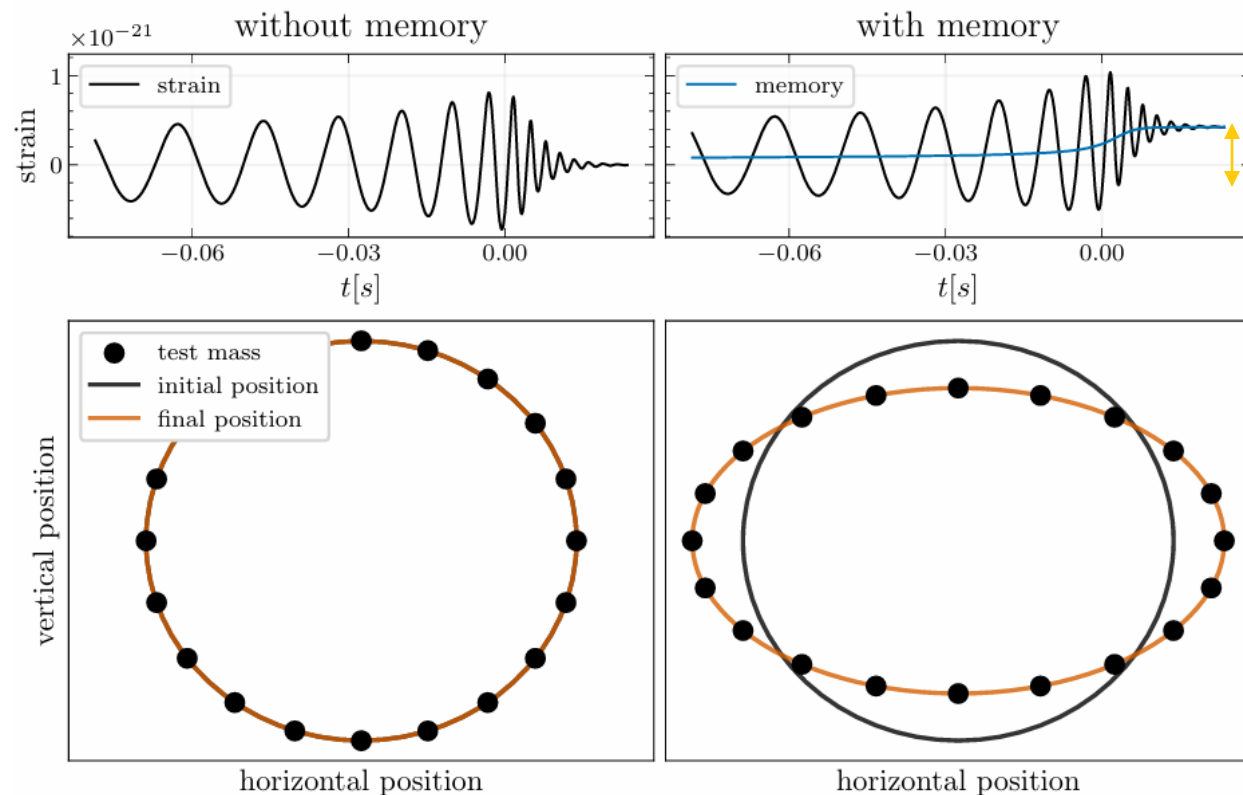 without memory
with memory
×10⁻²¹
strain
memory
1
0
strain
−0.06
−0.03
0.00
−0.06
−0.03
0.00
t[s]
t[s]
test mass
initial position
final position
vertical position
horizontal position
horizontal position